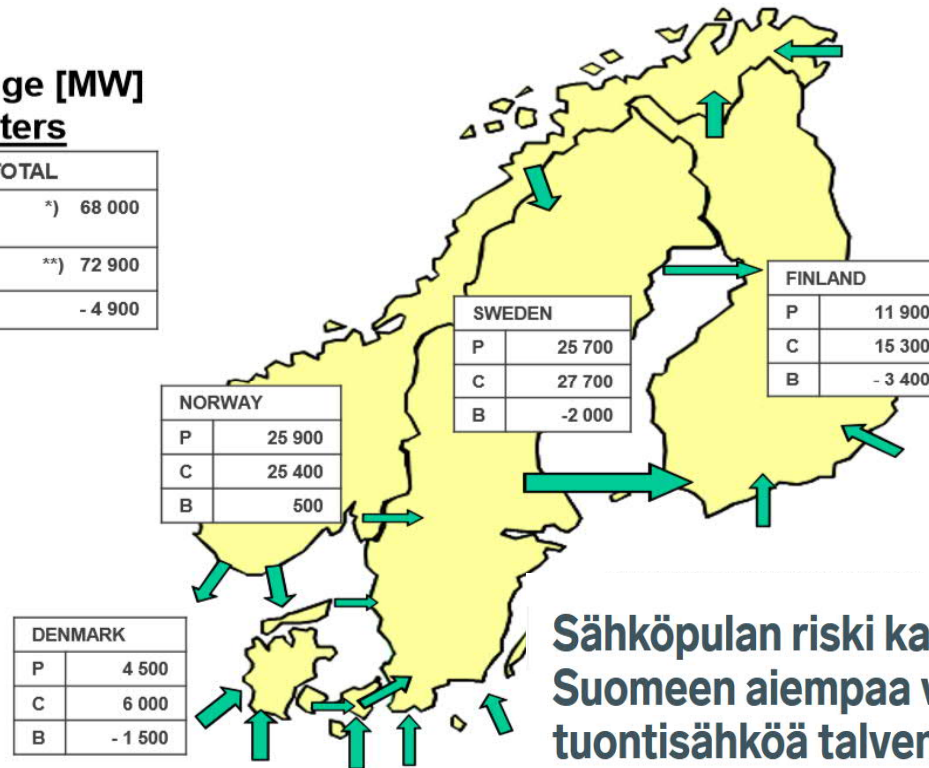 ge [MW]
ters
TOTAL
*) 68 000
**) 72 900
- 4 900
FINLAND
P 11 900
C 15 300
B - 3 400
SWEDEN
P 25 700
C 27 700
B -2 000
NORWAY
P 25 900
C 25 400
B 500
DENMARK
P 4 500
C 6 000
B - 1 500
Sähköpulan riski ka
Suomeen aiempaa v
tuontisähköä talver